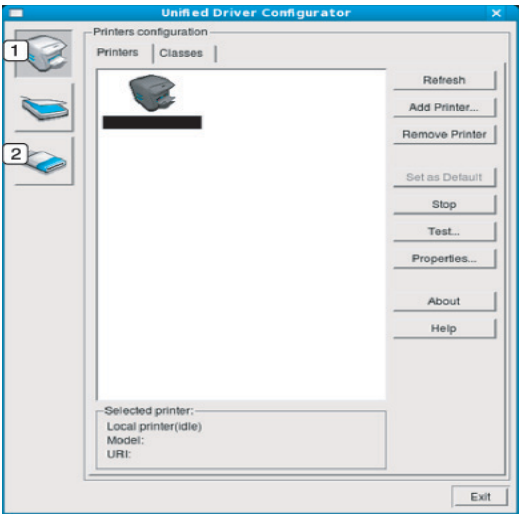 Unified Driver Configurator
Printers configuration
Printers Classes
1
2
Refresh
Add Printer...
Remove Printer
Set as Default
Stop
Test...
Properties...
About
Help
Selected printer:
Local printer(idle)
Model:
URI:
Exit